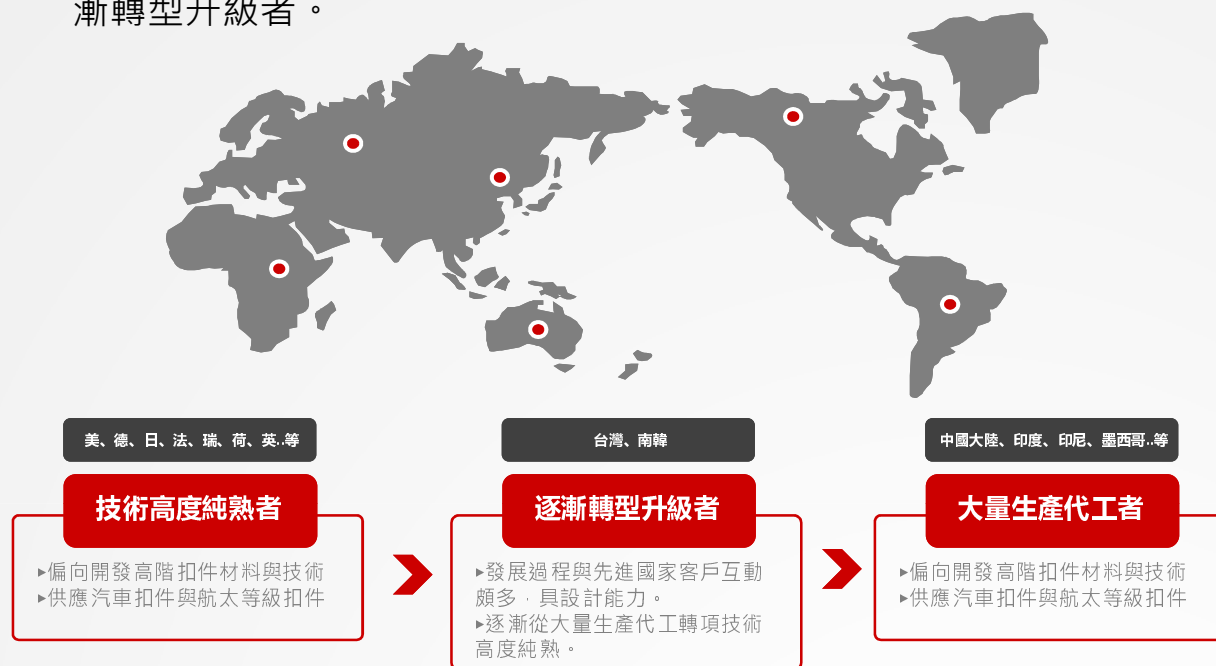 漸轉型升級者。
美、德、日、法、瑞、荷、英..等
技術高度純熟者
▸偏向開發高階扣件材料與技術
▸供應汽車扣件與航太等級扣件
台灣、南韓
逐漸轉型升級者
▸發展過程與先進國家客戶互動
頗多，具設計能力。
▸逐漸從大量生產代工轉項技術
高度純熟。
中國大陸、印度、印尼、墨西哥..等
大量生產代工者
▸偏向開發高階扣件材料與技術
▸供應汽車扣件與航太等級扣件